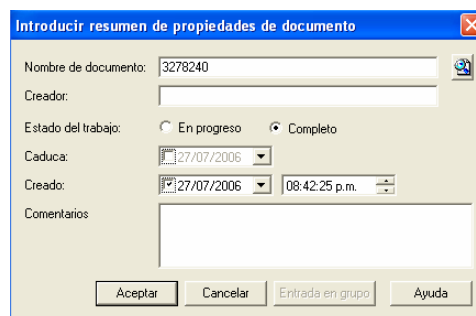 Introducir resumen de propiedades de documento
Nombre de documento: 3278240
Creador:
Estado del trabajo: En progreso Completo
Caduca: 27/07/2006
Creado: 27/07/2006 08:42:25 p.m.
Comentarios
Aceptar Cancelar Entrada en grupo Ayuda